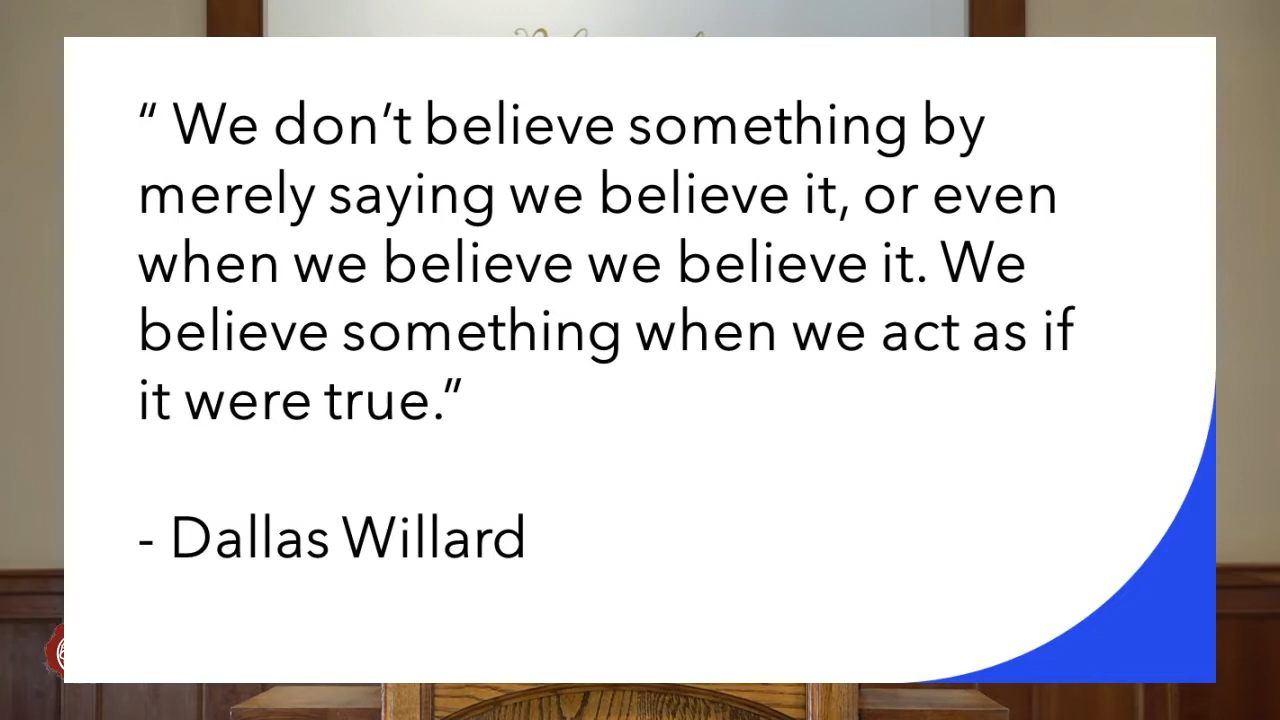 “ We don’t believe something by
merely saying we believe it, or even
when we believe we believe it. We
believe something when we act as if
it were true.”
- Dallas Willard